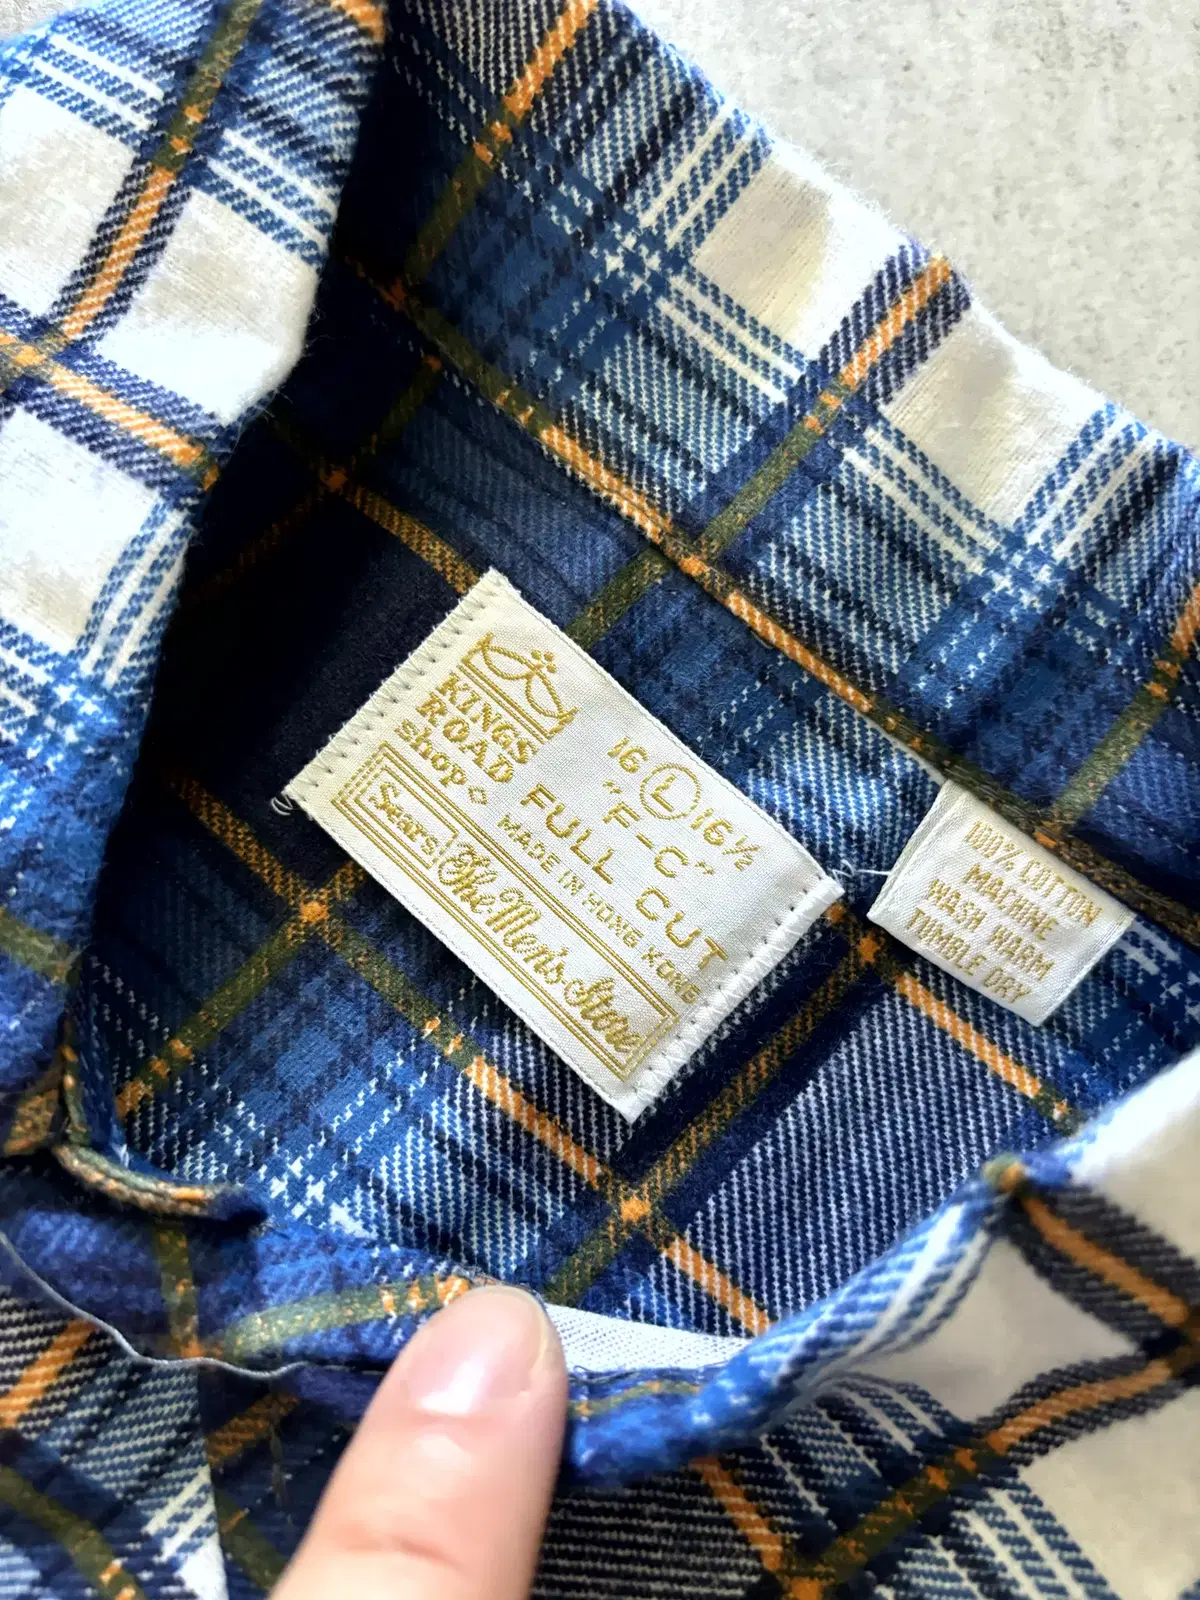 KINGS
ROAD
shop
16 L 16½
"F-C"
FULL CUT
MADE IN HONG KONG
Sears The Men's Store
100% COTTON
MACHINE
WASH WARM
TUMBLE DRY